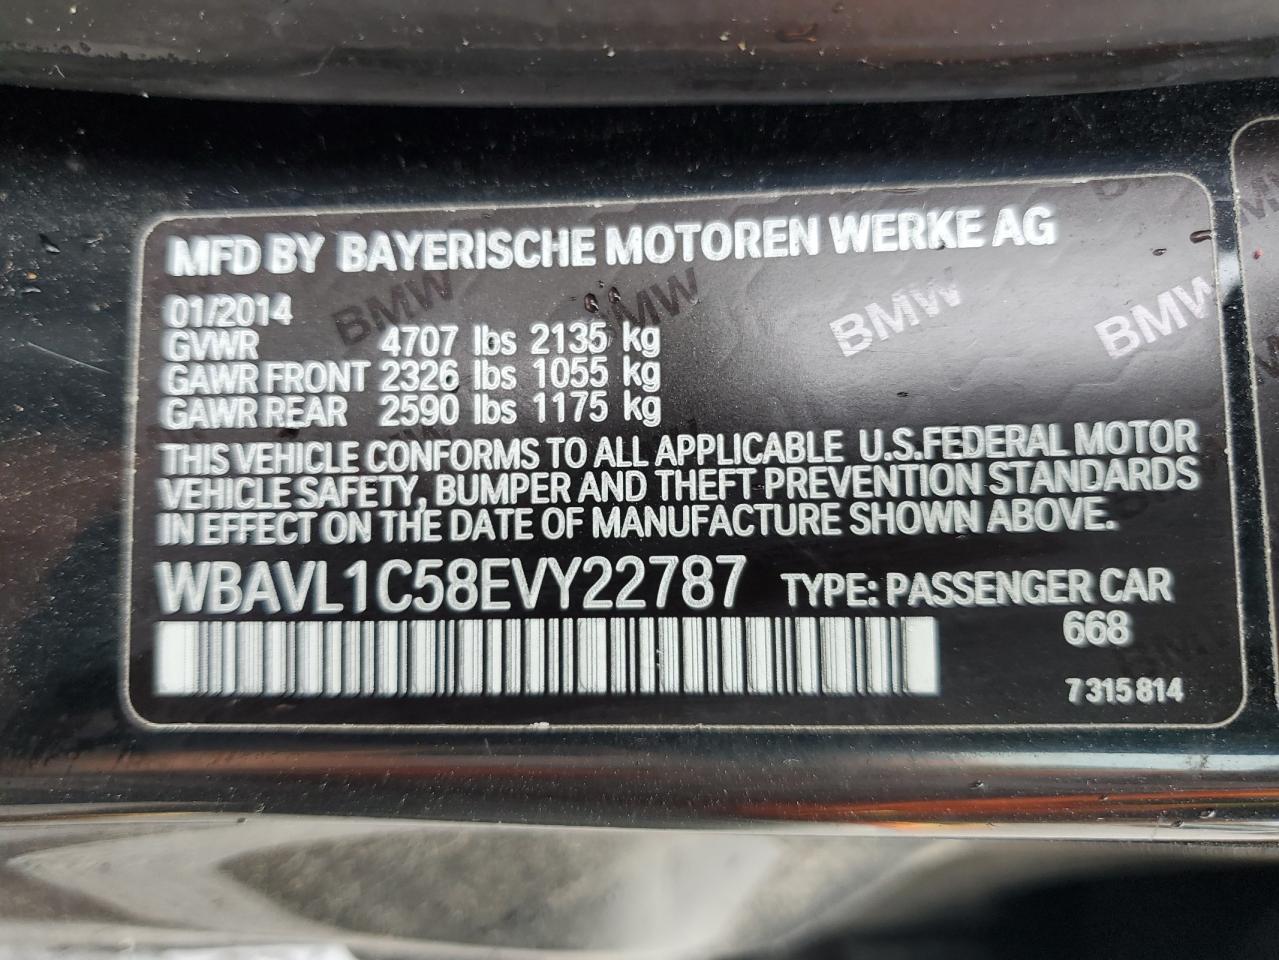 MFD BY BAYERISCHE MOTOREN WERKE AG
01/2014
GVWR 4707 lbs 2135 kg
GAWR FRONT 2326 lbs 1055 kg
GAWR REAR 2590 lbs 1175 kg
THIS VEHICLE CONFORMS TO ALL APPLICABLE U.S.FEDERAL MOTOR
VEHICLE SAFETY, BUMPER AND THEFT PREVENTION STANDARDS
IN EFFECT ON THE DATE OF MANUFACTURE SHOWN ABOVE.
WBAVL1C58EVY22787 TYPE: PASSENGER CAR
668
7 315 814
BMW
BMW
BMW
BMW